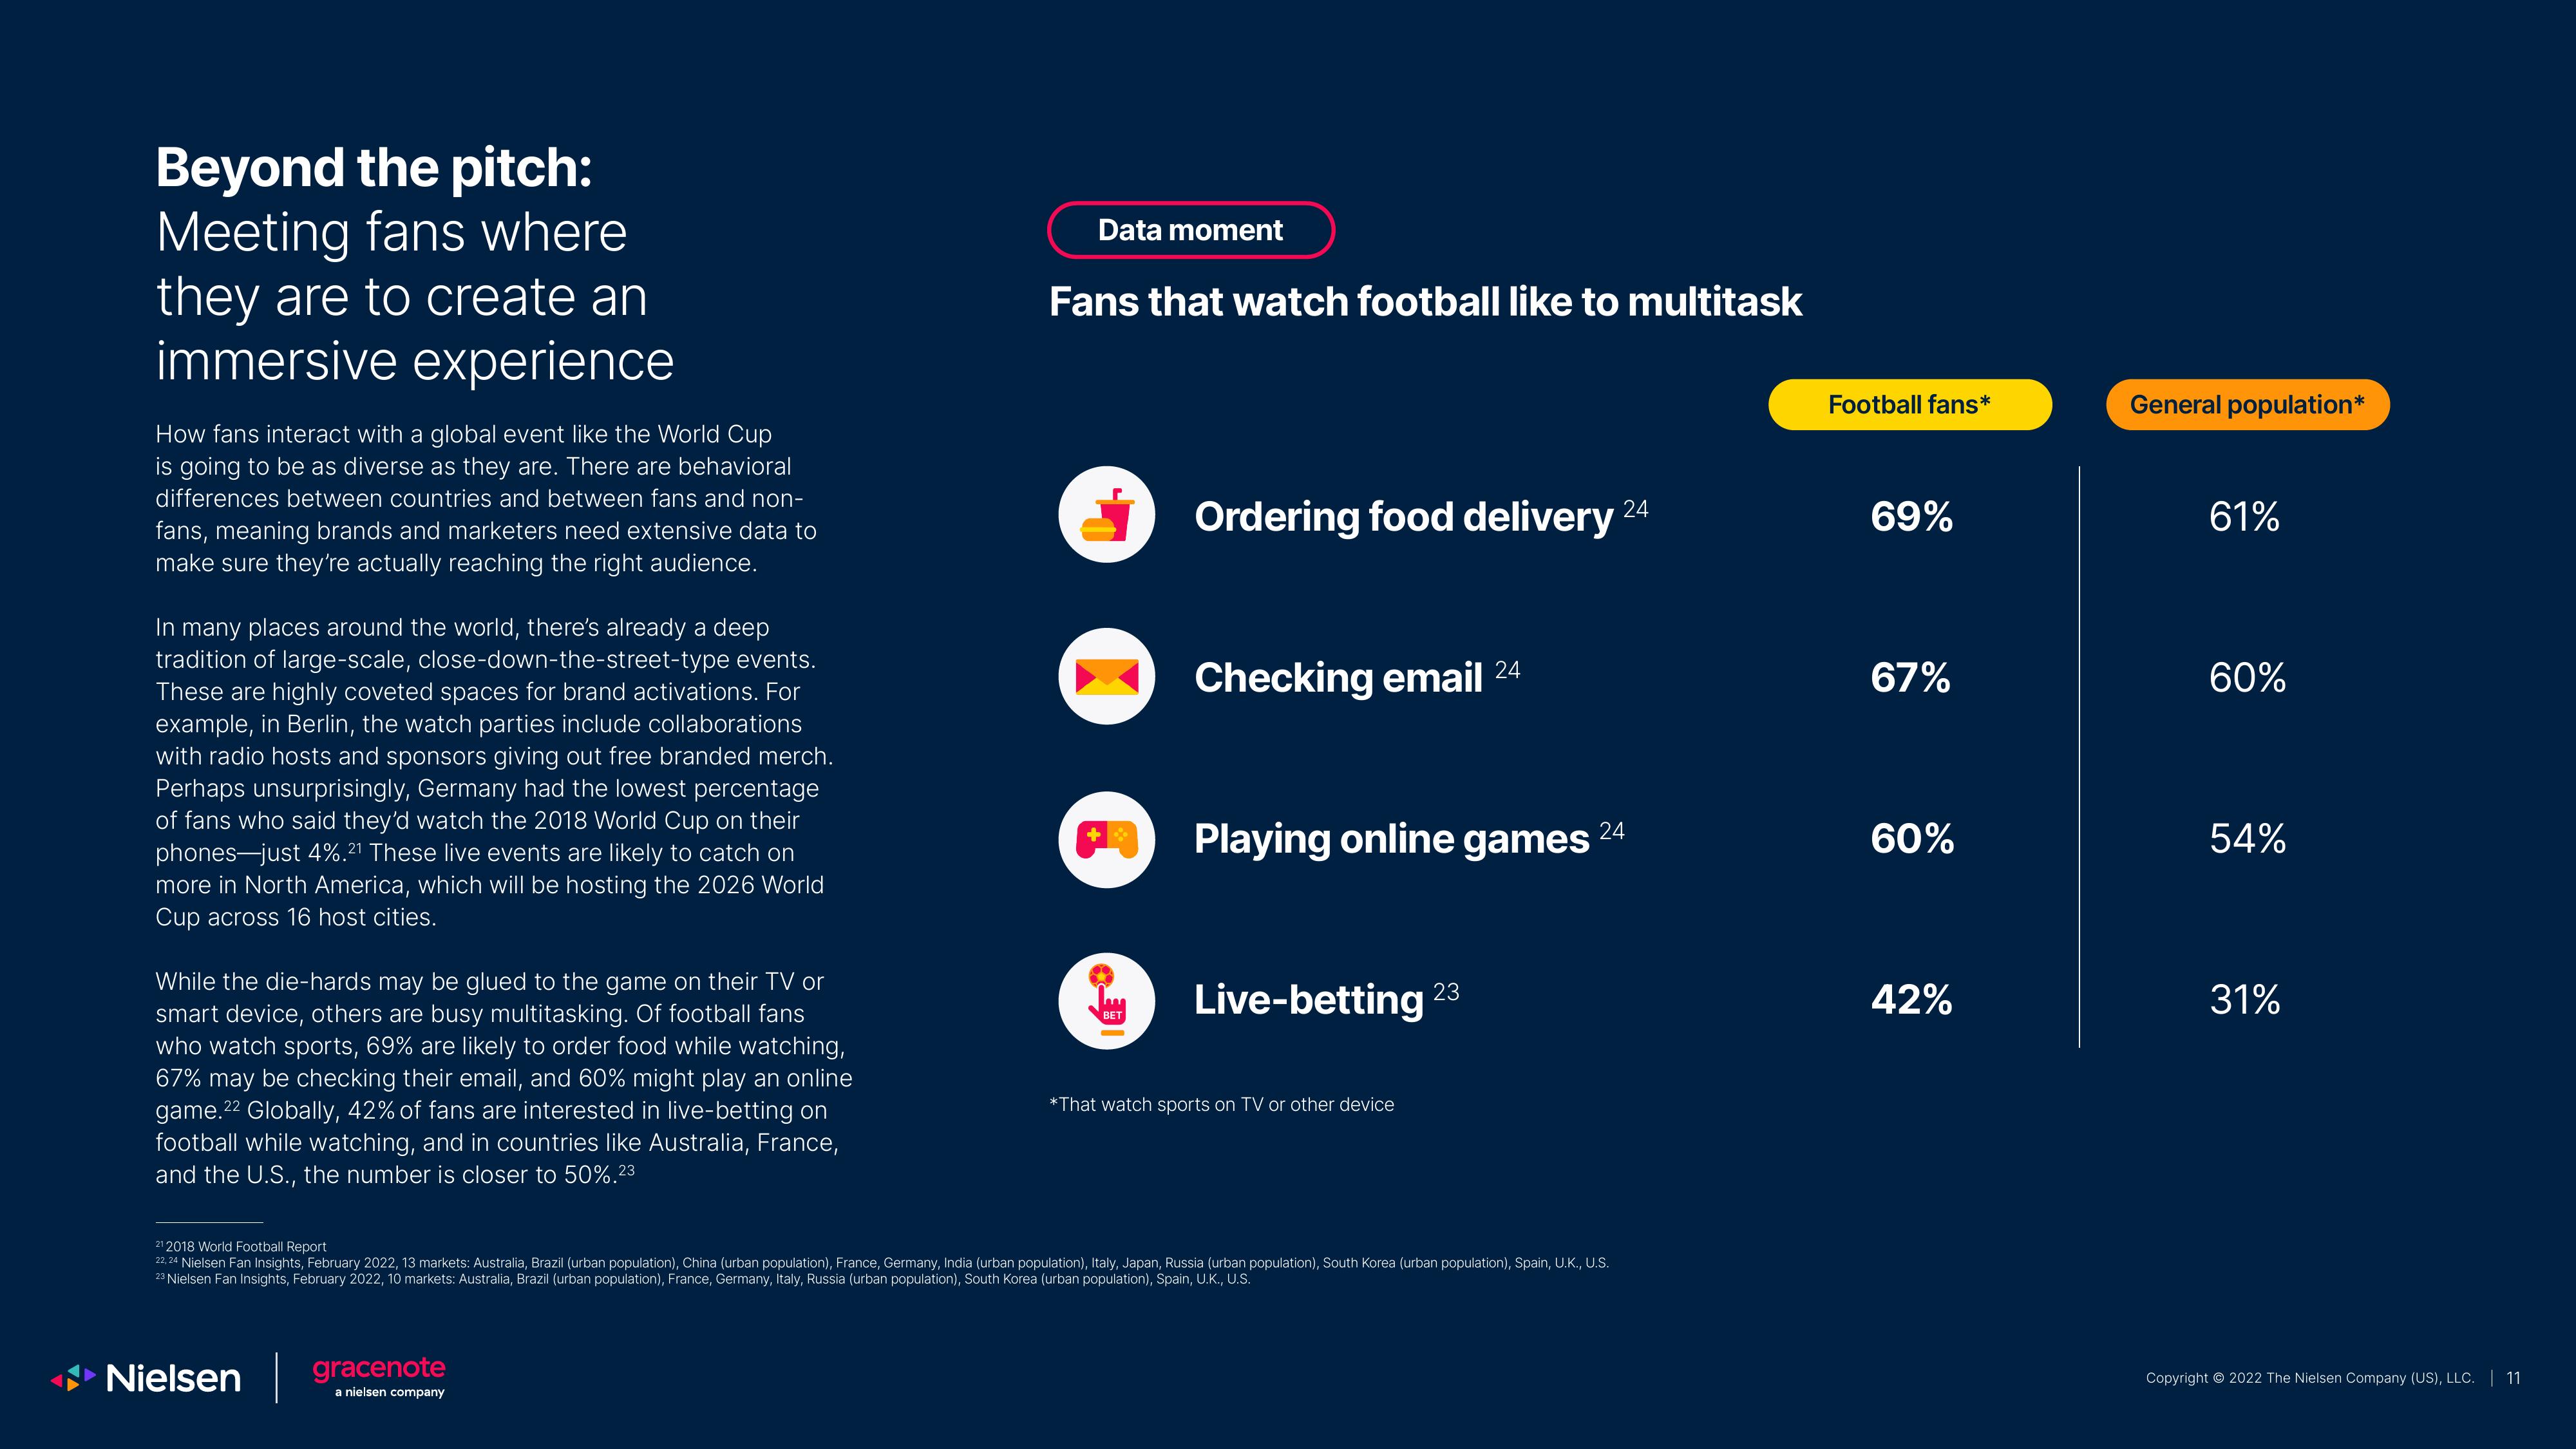 Beyond the pitch:
Meeting fans where
they are to create an
immersive experience
How fans interact with a global event like the World Cup
is going to be as diverse as they are. There are behavioral
differences between countries and between fans and non-
fans, meaning brands and marketers need extensive data to
make sure they’re actually reaching the right audience.
In many places around the world, there’s already a deep
tradition of large-scale, close-down-the-street-type events.
These are highly coveted spaces for brand activations. For
example, in Berlin, the watch parties include collaborations
with radio hosts and sponsors giving out free branded merch.
Perhaps unsurprisingly, Germany had the lowest percentage
of fans who said they’d watch the 2018 World Cup on their
phones—just 4%.21 These live events are likely to catch on
more in North America, which will be hosting the 2026 World
Cup across 16 host cities.
While the die-hards may be glued to the game on their TV or
smart device, others are busy multitasking. Of football fans
who watch sports, 69% are likely to order food while watching,
67% may be checking their email, and 60% might play an online
game.22 Globally, 42% of fans are interested in live-betting on
football while watching, and in countries like Australia, France,
and the U.S., the number is closer to 50%.23
Data moment
Fans that watch football like to multitask
Football fans* General population*
Ordering food delivery 24 69% 61%
Checking email 24 67% 60%
Playing online games 24 60% 54%
BET
Live-betting 23 42% 31%
*That watch sports on TV or other device
21 2018 World Football Report
22, 24 Nielsen Fan Insights, February 2022, 13 markets: Australia, Brazil (urban population), China (urban population), France, Germany, India (urban population), Italy, Japan, Russia (urban population), South Korea (urban population), Spain, U.K., U.S.
23 Nielsen Fan Insights, February 2022, 10 markets: Australia, Brazil (urban population), France, Germany, Italy, Russia (urban population), South Korea (urban population), Spain, U.K., U.S.
Nielsen
gracenote
a nielsen company
Copyright © 2022 The Nielsen Company (US), LLC. | 11